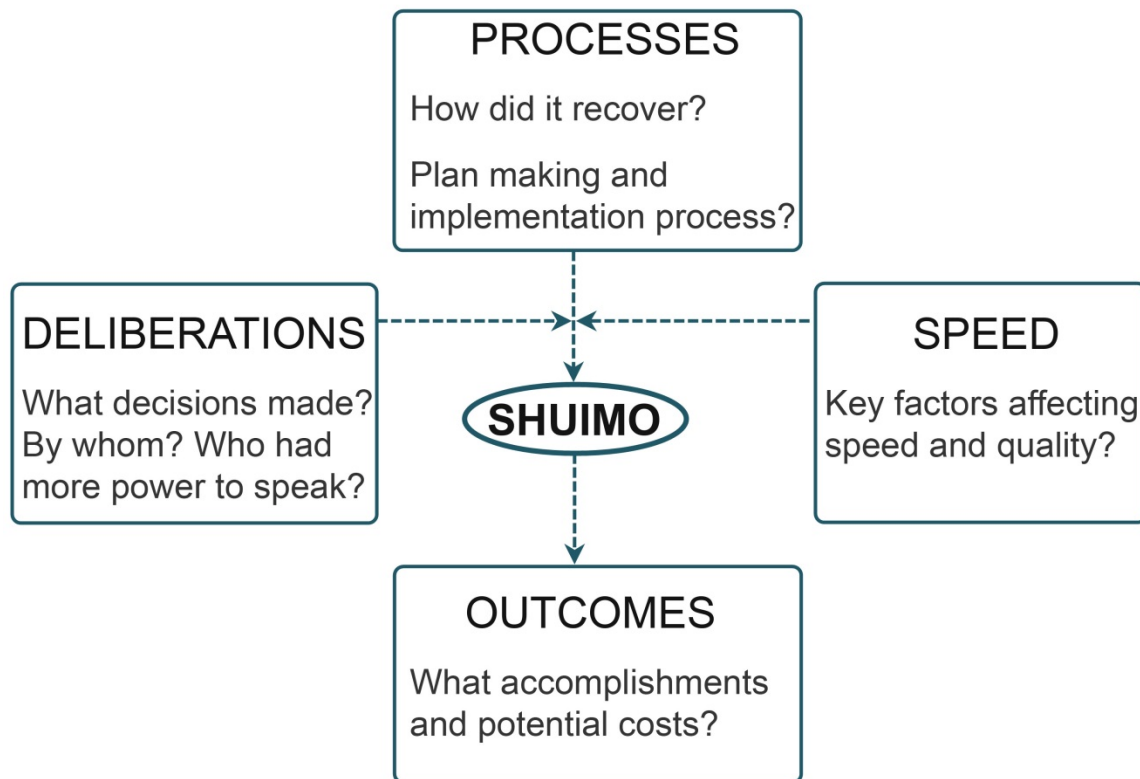 PROCESSES
How did it recover?
Plan making and
implementation process?
DELIBERATIONS
What decisions made?
By whom? Who had
more power to speak?
SPEED
Key factors affecting
speed and quality?
SHUIMO
OUTCOMES
What accomplishments
and potential costs?